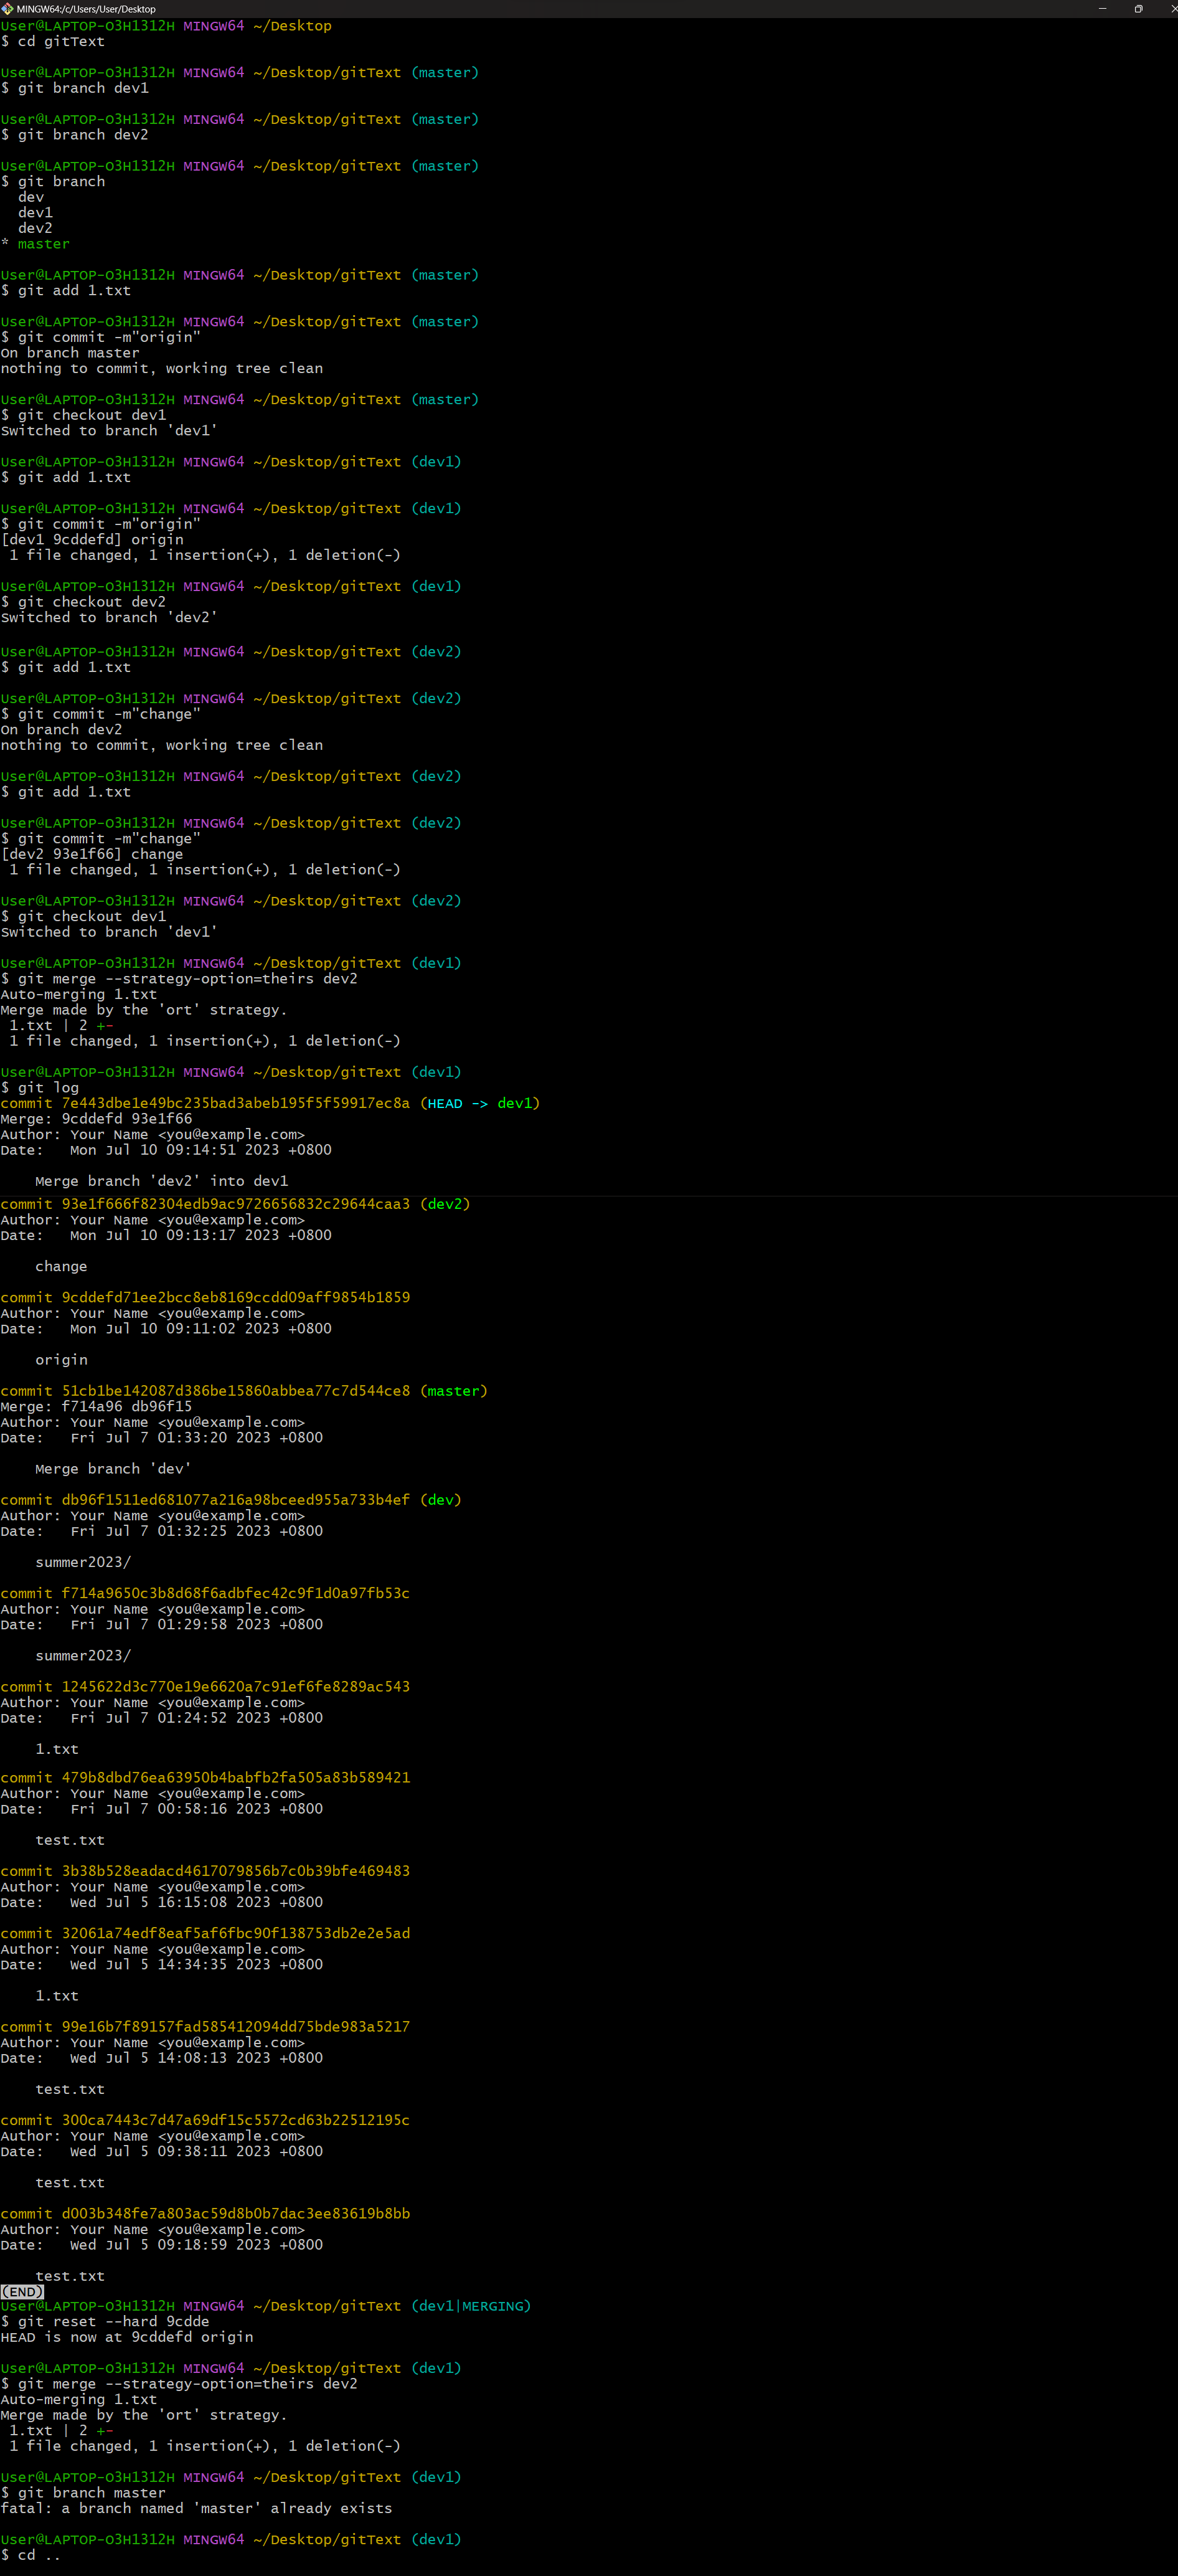 MINGW64:/c/Users/User/Desktop
User@LAPTOP-O3H1312H MINGW64 ~/Desktop
$ cd gitText
User@LAPTOP-O3H1312H MINGW64 ~/Desktop/gitText (master)
$ git branch dev1
User@LAPTOP-O3H1312H MINGW64 ~/Desktop/gitText (master)
$ git branch dev2
User@LAPTOP-O3H1312H MINGW64 ~/Desktop/gitText (master)
$ git branch
  dev
  dev1
  dev2
* master
User@LAPTOP-O3H1312H MINGW64 ~/Desktop/gitText (master)
$ git add 1.txt
User@LAPTOP-O3H1312H MINGW64 ~/Desktop/gitText (master)
$ git commit -m"origin"
On branch master
nothing to commit, working tree clean
User@LAPTOP-O3H1312H MINGW64 ~/Desktop/gitText (master)
$ git checkout dev1
Switched to branch 'dev1'
User@LAPTOP-O3H1312H MINGW64 ~/Desktop/gitText (dev1)
$ git add 1.txt
User@LAPTOP-O3H1312H MINGW64 ~/Desktop/gitText (dev1)
$ git commit -m"origin"
[dev1 9cddefd] origin
 1 file changed, 1 insertion(+), 1 deletion(-)
User@LAPTOP-O3H1312H MINGW64 ~/Desktop/gitText (dev1)
$ git checkout dev2
Switched to branch 'dev2'
User@LAPTOP-O3H1312H MINGW64 ~/Desktop/gitText (dev2)
$ git add 1.txt
User@LAPTOP-O3H1312H MINGW64 ~/Desktop/gitText (dev2)
$ git commit -m"change"
On branch dev2
nothing to commit, working tree clean
User@LAPTOP-O3H1312H MINGW64 ~/Desktop/gitText (dev2)
$ git add 1.txt
User@LAPTOP-O3H1312H MINGW64 ~/Desktop/gitText (dev2)
$ git commit -m"change"
[dev2 93e1f66] change
 1 file changed, 1 insertion(+), 1 deletion(-)
User@LAPTOP-O3H1312H MINGW64 ~/Desktop/gitText (dev2)
$ git checkout dev1
Switched to branch 'dev1'
User@LAPTOP-O3H1312H MINGW64 ~/Desktop/gitText (dev1)
$ git merge --strategy-option=theirs dev2
Auto-merging 1.txt
Merge made by the 'ort' strategy.
 1.txt | 2 +-
 1 file changed, 1 insertion(+), 1 deletion(-)
User@LAPTOP-O3H1312H MINGW64 ~/Desktop/gitText (dev1)
$ git log
commit 7e443dbe1e49bc235bad3abeb195f5f59917ec8a (HEAD -> dev1)
Merge: 9cddefd 93e1f66
Author: Your Name <you@example.com>
Date:   Mon Jul 10 09:14:51 2023 +0800
    Merge branch 'dev2' into dev1
commit 93e1f666f82304edb9ac9726656832c29644caa3 (dev2)
Author: Your Name <you@example.com>
Date:   Mon Jul 10 09:13:17 2023 +0800
    change
commit 9cddefd71ee2bcc8eb8169ccdd09aff9854b1859
Author: Your Name <you@example.com>
Date:   Mon Jul 10 09:11:02 2023 +0800
    origin
commit 51cb1be142087d386be15860abbea77c7d544ce8 (master)
Merge: f714a96 db96f15
Author: Your Name <you@example.com>
Date:   Fri Jul 7 01:33:20 2023 +0800
    Merge branch 'dev'
commit db96f1511ed681077a216a98bceed955a733b4ef (dev)
Author: Your Name <you@example.com>
Date:   Fri Jul 7 01:32:25 2023 +0800
    summer2023/
commit f714a9650c3b8d68f6adbfec42c9f1d0a97fb53c
Author: Your Name <you@example.com>
Date:   Fri Jul 7 01:29:58 2023 +0800
    summer2023/
commit 1245622d3c770e19e6620a7c91ef6fe8289ac543
Author: Your Name <you@example.com>
Date:   Fri Jul 7 01:24:52 2023 +0800
    1.txt
commit 479b8dbd76ea63950b4babfb2fa505a83b589421
Author: Your Name <you@example.com>
Date:   Fri Jul 7 00:58:16 2023 +0800
    test.txt
commit 3b38b528eadacd4617079856b7c0b39bfe469483
Author: Your Name <you@example.com>
Date:   Wed Jul 5 16:15:08 2023 +0800
commit 32061a74edf8eaf5af6fbc90f138753db2e2e5ad
Author: Your Name <you@example.com>
Date:   Wed Jul 5 14:34:35 2023 +0800
    1.txt
commit 99e16b7f89157fad585412094dd75bde983a5217
Author: Your Name <you@example.com>
Date:   Wed Jul 5 14:08:13 2023 +0800
    test.txt
commit 300ca7443c7d47a69df15c5572cd63b22512195c
Author: Your Name <you@example.com>
Date:   Wed Jul 5 09:38:11 2023 +0800
    test.txt
commit d003b348fe7a803ac59d8b0b7dac3ee83619b8bb
Author: Your Name <you@example.com>
Date:   Wed Jul 5 09:18:59 2023 +0800
    test.txt
(END)
User@LAPTOP-O3H1312H MINGW64 ~/Desktop/gitText (dev1|MERGING)
$ git reset --hard 9cdde
HEAD is now at 9cddefd origin
User@LAPTOP-O3H1312H MINGW64 ~/Desktop/gitText (dev1)
$ git merge --strategy-option=theirs dev2
Auto-merging 1.txt
Merge made by the 'ort' strategy.
 1.txt | 2 +-
 1 file changed, 1 insertion(+), 1 deletion(-)
User@LAPTOP-O3H1312H MINGW64 ~/Desktop/gitText (dev1)
$ git branch master
fatal: a branch named 'master' already exists
User@LAPTOP-O3H1312H MINGW64 ~/Desktop/gitText (dev1)
$ cd ..